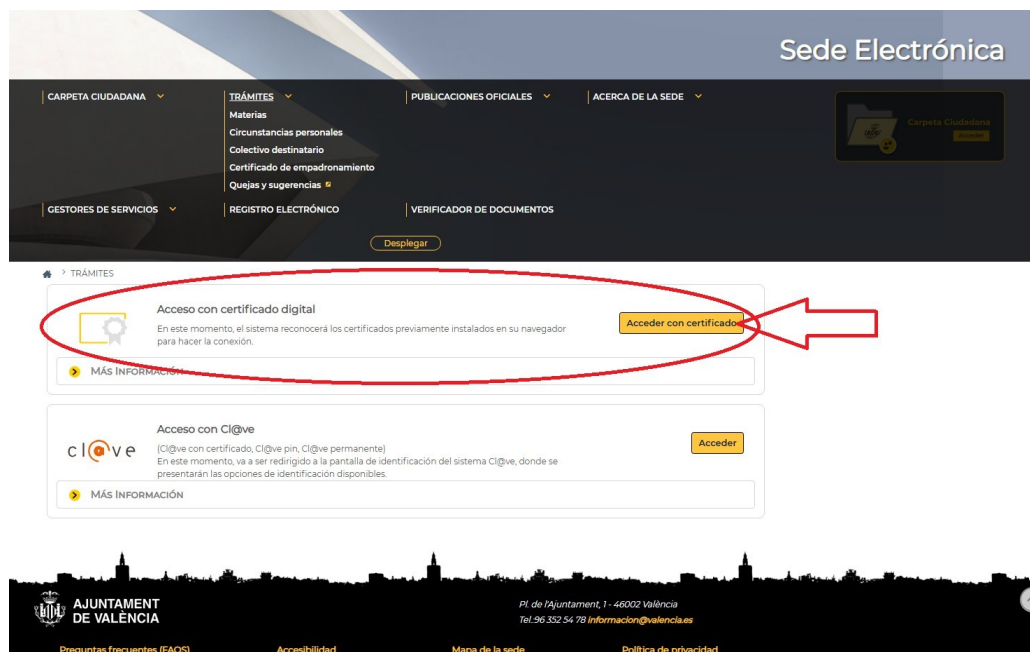 Sede Electrónica
CARPETA CIUDADANA
TRÁMITES
Materias
Circunstancias personales
Colectivo destinatario
Certificado de empadronamiento
Quejas y sugerencias
PUBLICACIONES OFICIALES
ACERCA DE LA SEDE
Carpeta Ciudadana
Acceder
GESTORES DE SERVICIOS
REGISTRO ELECTRÓNICO
VERIFICADOR DE DOCUMENTOS
Desplegar
> TRÁMITES
Acceso con certificado digital
En este momento, el sistema reconocerá los certificados previamente instalados en su navegador
para hacer la conexión.
Acceder con certificado
MÁS INFORMACIÓN
cl@ve
Acceso con Cl@ve
(Cl@ve con certificado, Cl@ve pin, Cl@ve permanente)
En este momento, va a ser redirigido a la pantalla de identificación del sistema Cl@ve, donde se
presentarán las opciones de identificación disponibles.
Acceder
MÁS INFORMACIÓN
AJUNTAMENT
DE VALÈNCIA
Pl. de l'Ajuntament, 1 - 46002 València
Tel.:96 352 54 78 informacion@valencia.es
Preguntas frecuentes (FAQS)
Accesibilidad
Mapa de la sede
Política de privacidad